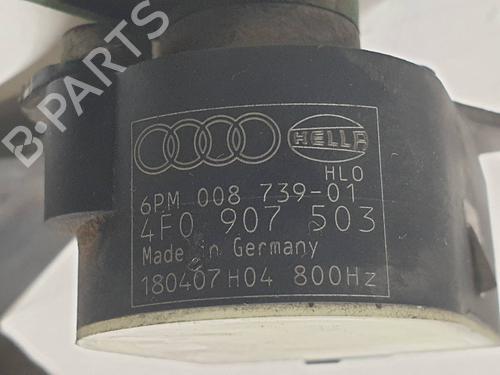 B-PARTS
HELLA
HLO
6PM 008 739-01
4F0 907 503
Made in Germany
180407H04 800Hz